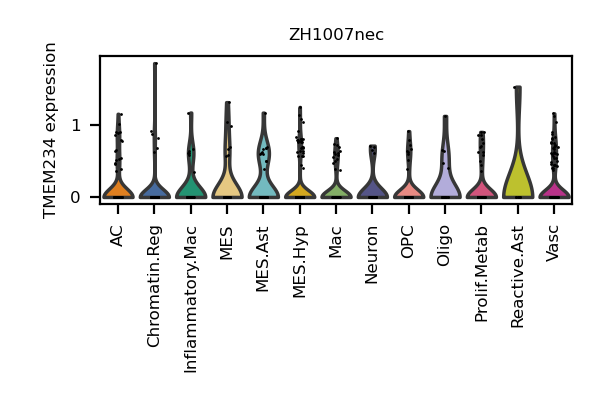 ZH1007nec
TMEM234 expression
1
0
AC
Chromatin.Reg
Inflammatory.Mac
MES
MES.Ast
MES.Hyp
Mac
Neuron
OPC
Oligo
Prolif.Metab
Reactive.Ast
Vasc